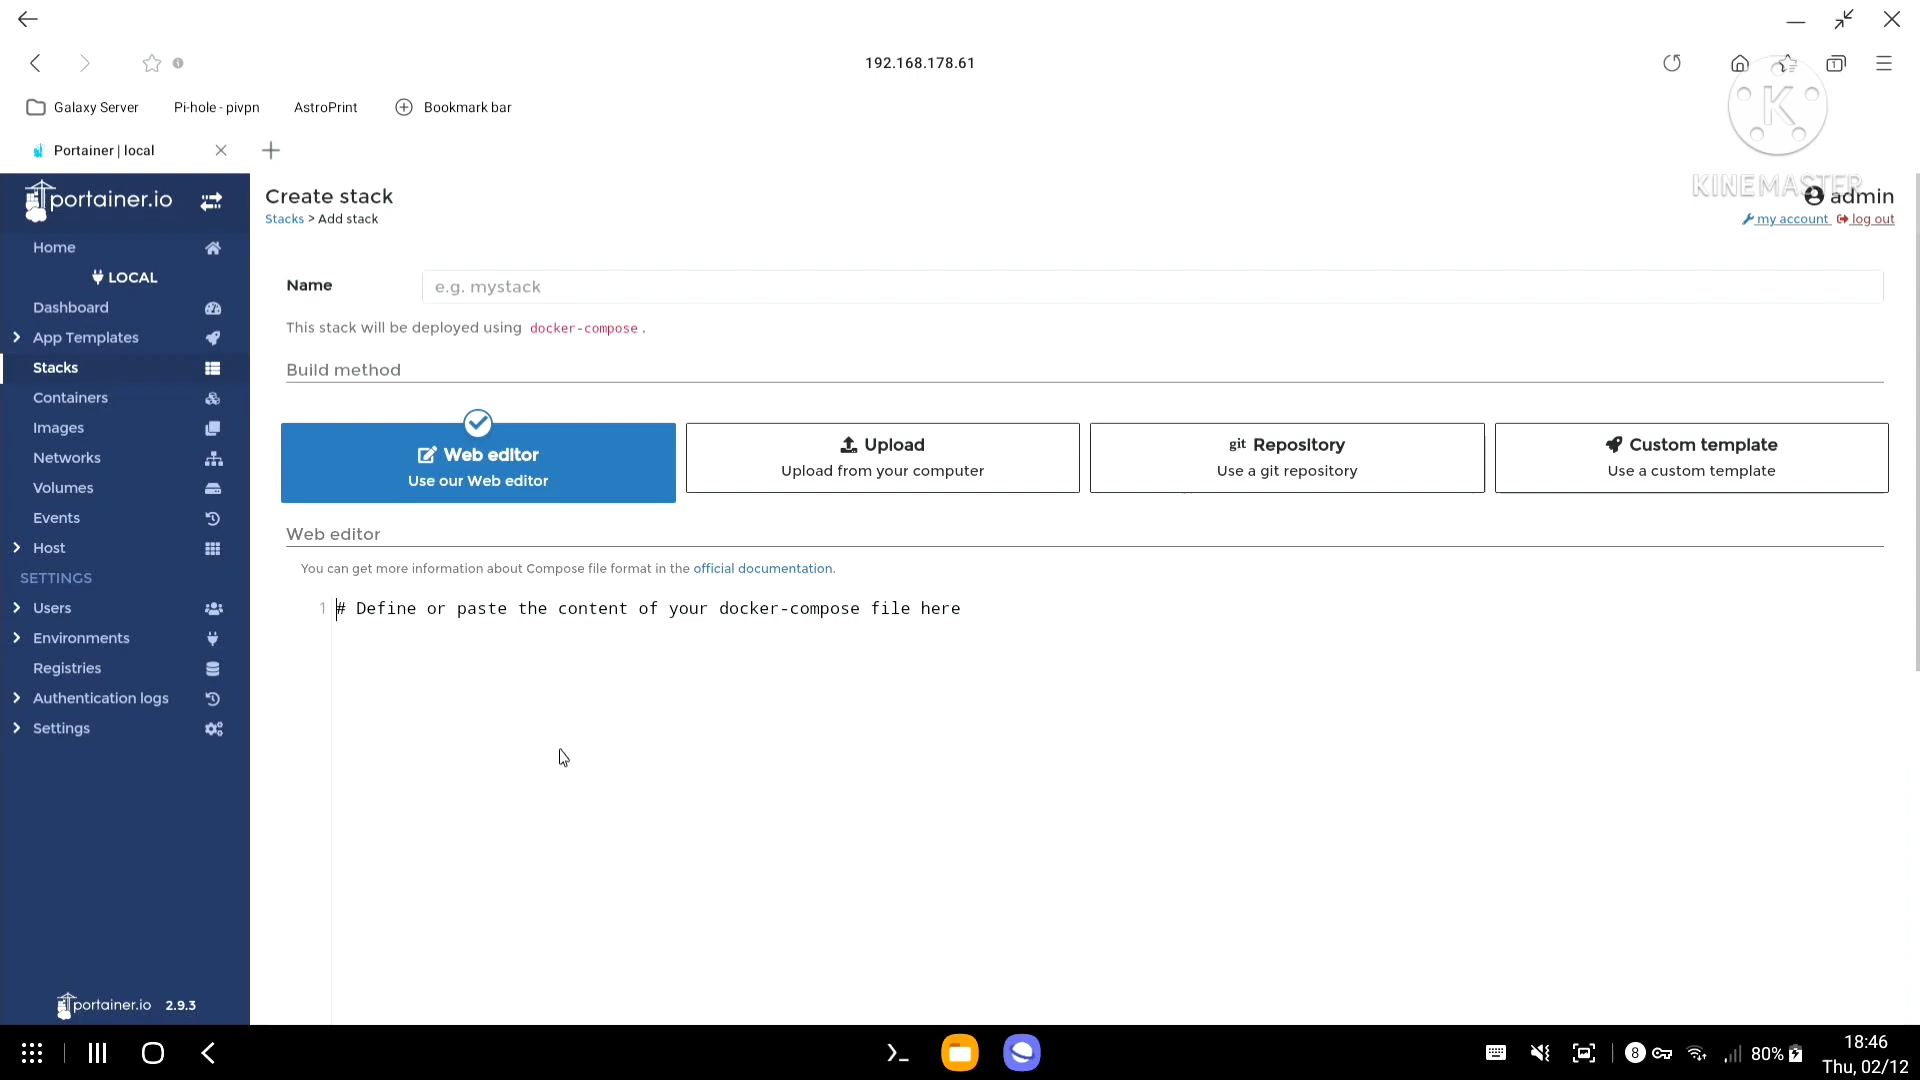 192.168.178.61
1
Galaxy Server Pi-hole - pivpn AstroPrint Bookmark bar
K
KINEMASTER
Portainer | local
portainer.io
Home
LOCAL
Dashboard
App Templates
Stacks
Containers
Images
Networks
Volumes
Events
Host
SETTINGS
Users
Environments
Registries
Authentication logs
Settings
portainer.io 2.9.3
Create stack
Stacks > Add stack
admin
my account log out
Name e.g. mystack
This stack will be deployed using docker-compose.
Build method
Web editor
Use our Web editor
Upload
Upload from your computer
git Repository
Use a git repository
Custom template
Use a custom template
Web editor
You can get more information about Compose file format in the official documentation.
1 # Define or paste the content of your docker-compose file here
8 80% 18:46
Thu, 02/12